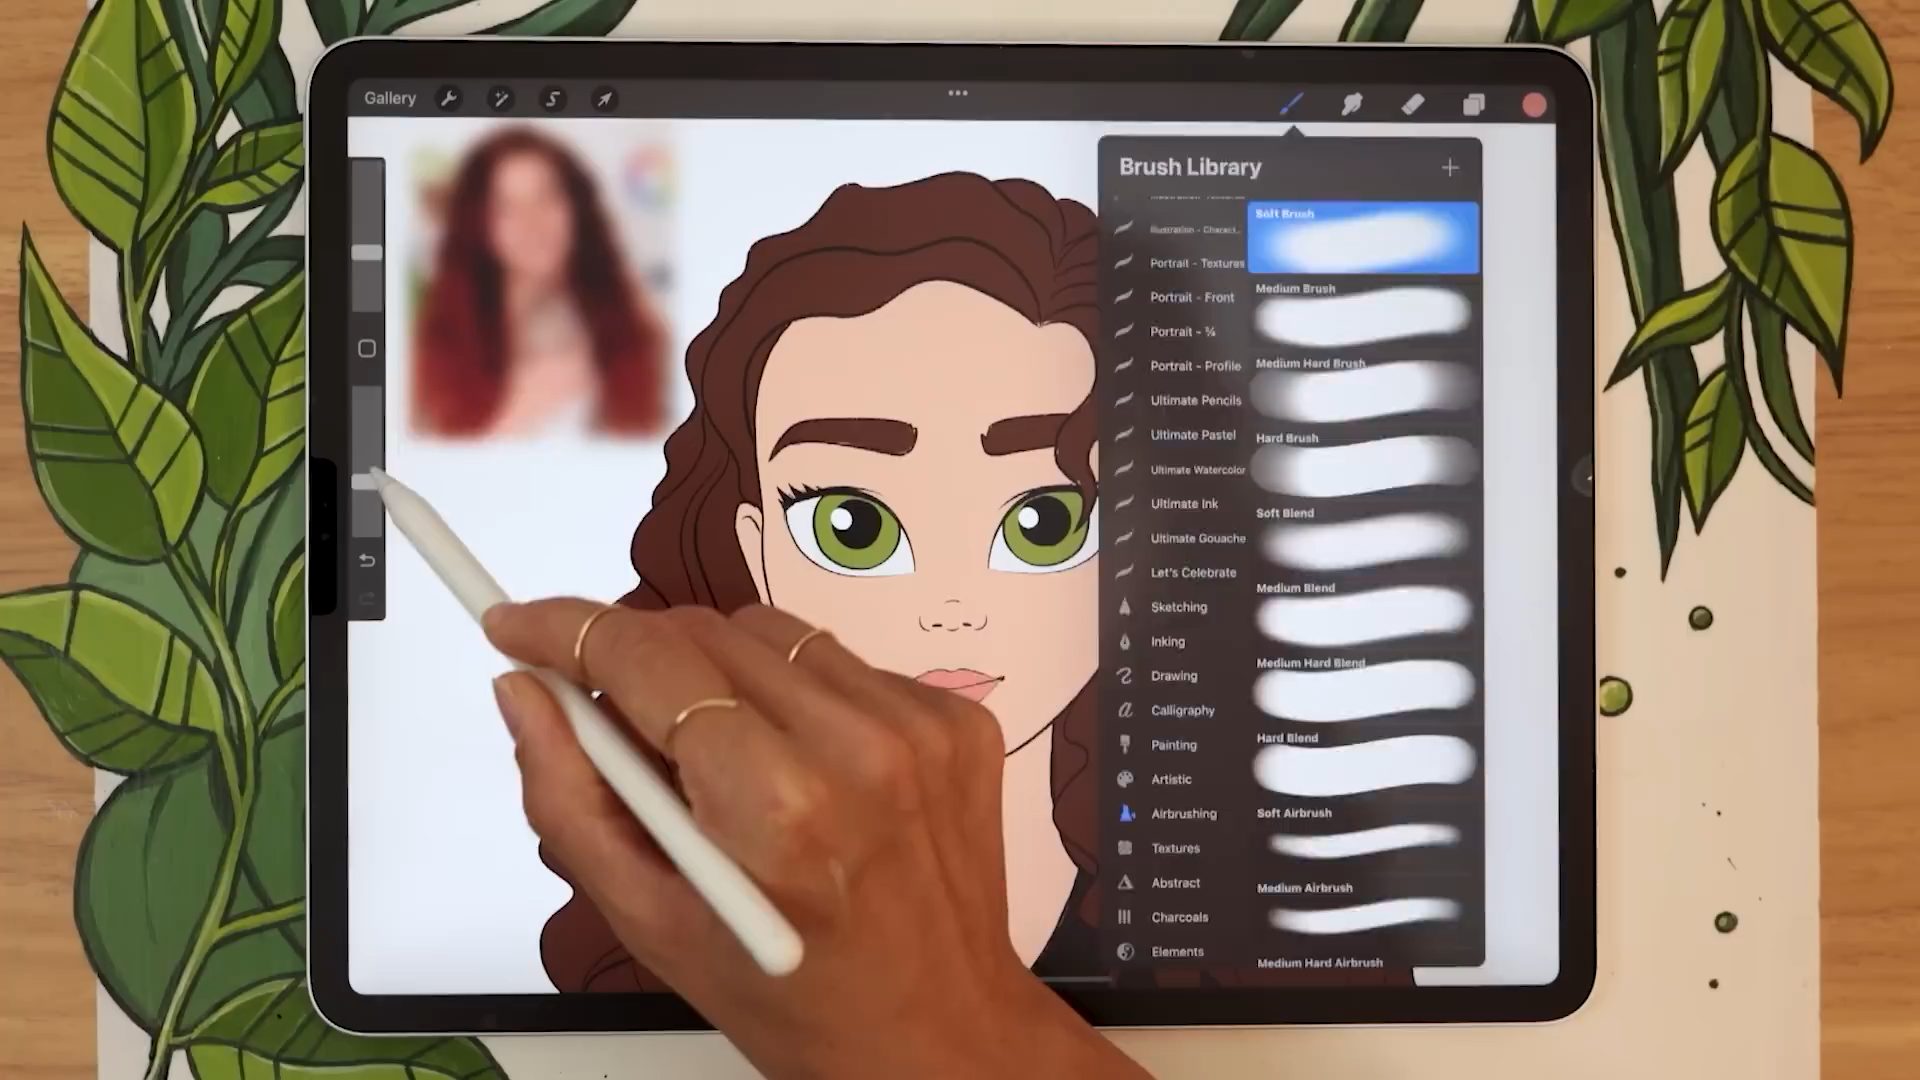 Gallery
Brush Library
Illustration - Charact..
Portrait - Textures
Portrait - Front
Portrait - ¾
Portrait - Profile
Ultimate Pencils
Ultimate Pastel
Ultimate Watercolor
Ultimate Ink
Ultimate Gouache
Let's Celebrate
Sketching
Inking
Drawing
Calligraphy
Painting
Artistic
Airbrushing
Textures
Abstract
Charcoals
Elements
Soft Brush
Medium Brush
Medium Hard Brush
Hard Brush
Soft Blend
Medium Blend
Medium Hard Blend
Hard Blend
Soft Airbrush
Medium Airbrush
Medium Hard Airbrush